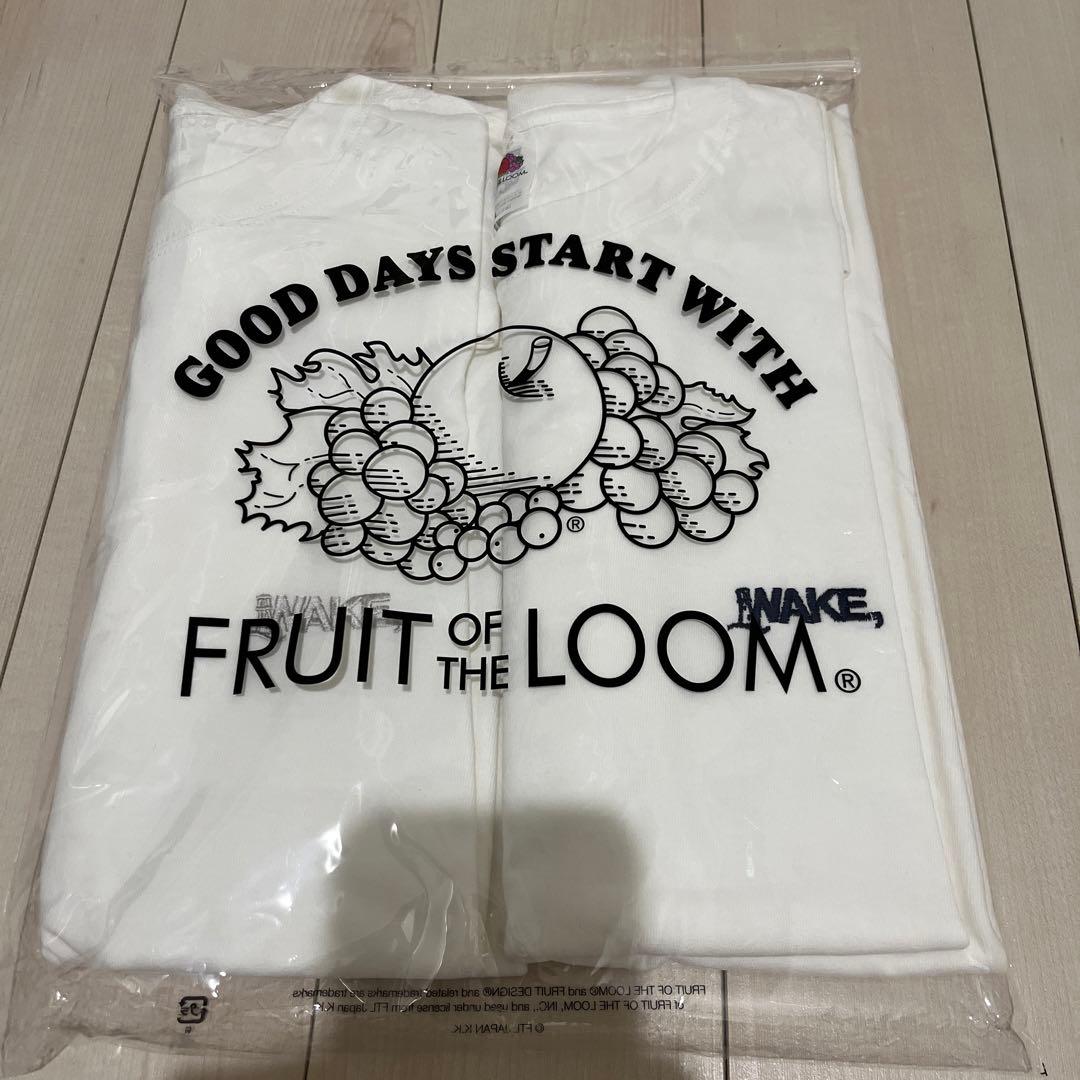 LOOM.
GOOD DAYS START WITH
®
WAKE,
WAKE,
FRUIT OF THE LOOM®
FRUIT OF THE LOOM® and FRUIT DESIGN® and related trademarks are trademarks
of FRUIT OF THE LOOM, INC., and used under license from FTL Japan K.K.
© FTL JAPAN K.K.